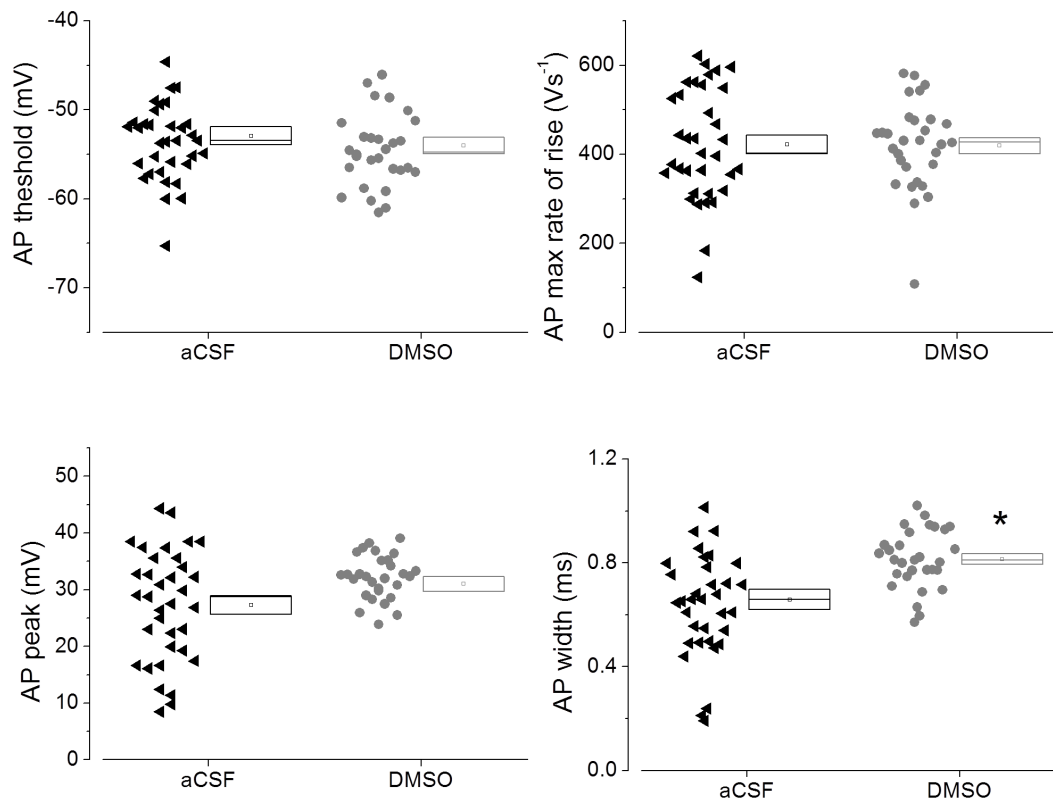 AP theshold (mV)
-40
-50
-60
-70
aCSF
DMSO
AP max rate of rise (Vs⁻¹)
600
400
200
0
aCSF
DMSO
AP peak (mV)
50
40
30
20
10
0
aCSF
DMSO
AP width (ms)
1.2
0.8
0.4
0.0
*
aCSF
DMSO